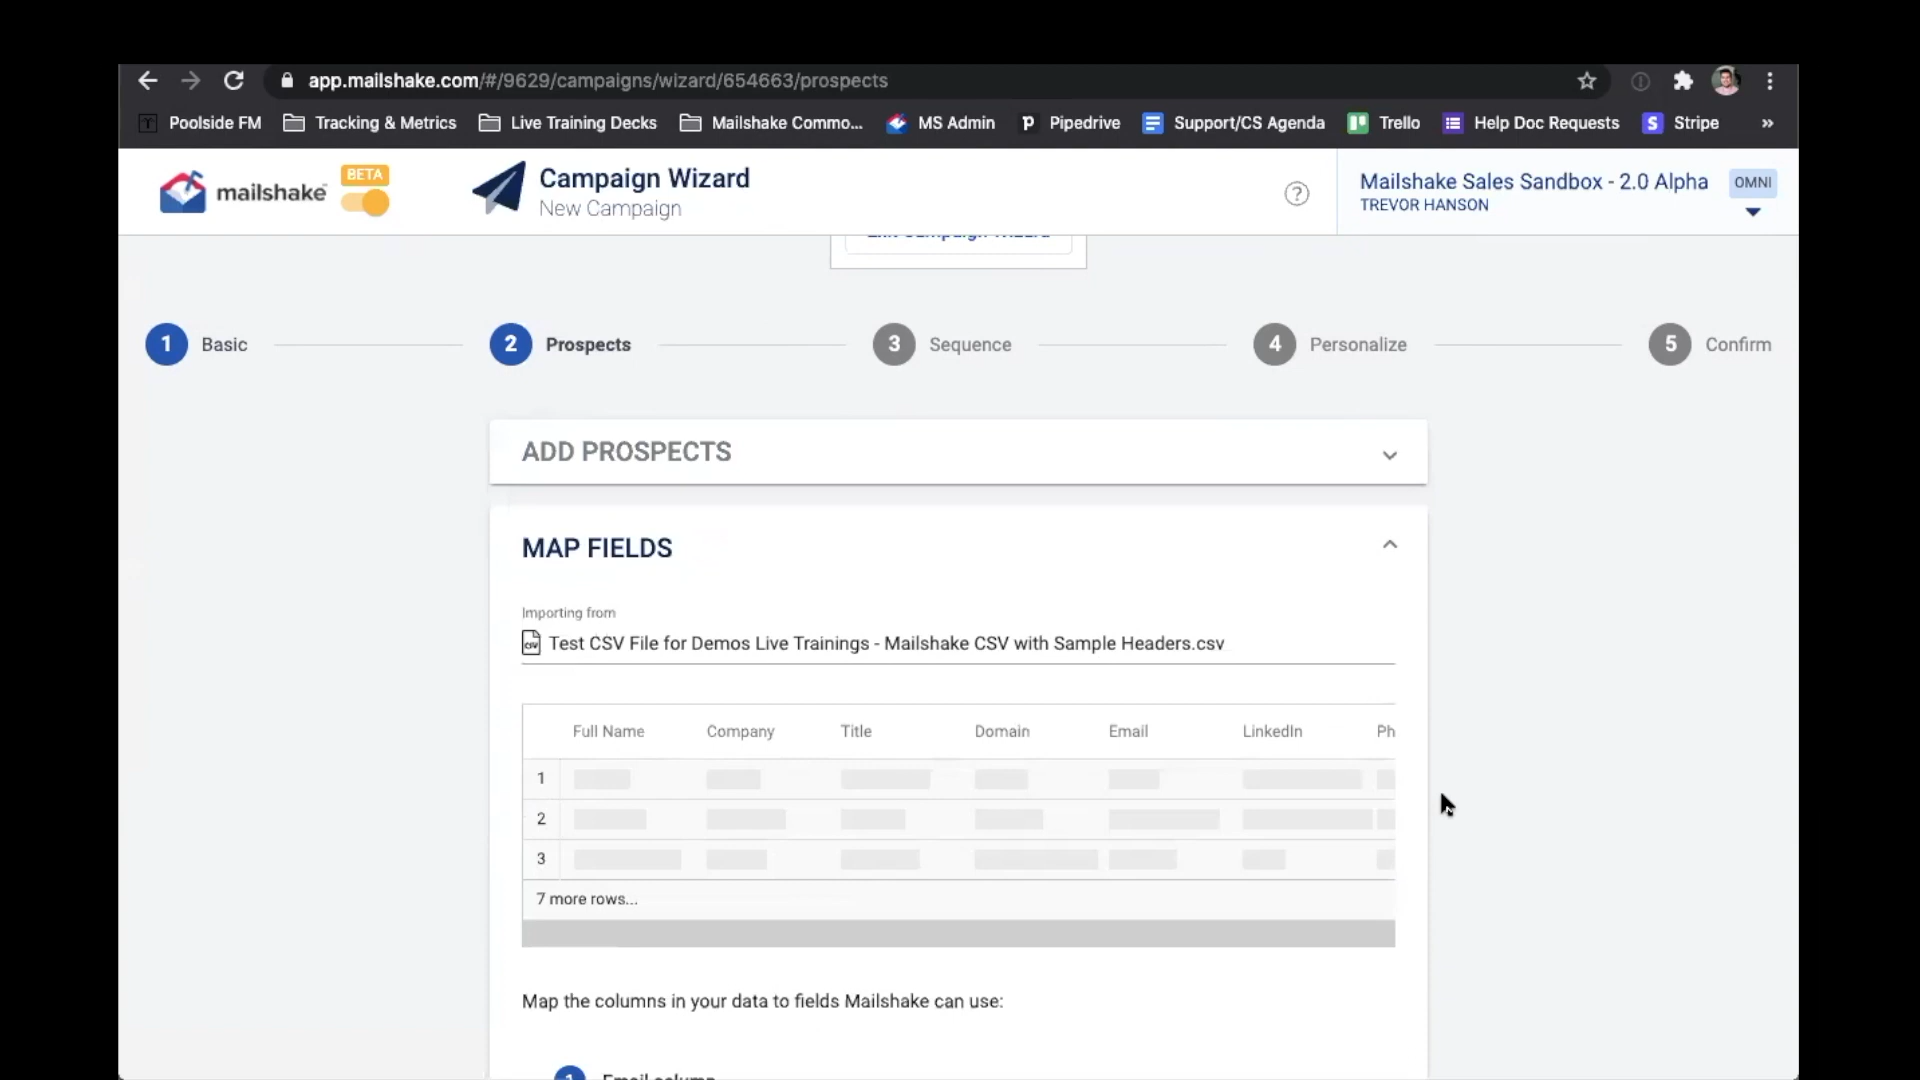 app.mailshake.com/#/9629/campaigns/wizard/654663/prospects
Poolside FM Tracking & Metrics Live Training Decks Mailshake Commo... MS Admin Pipedrive Support/CS Agenda Trello Help Doc Requests Stripe »
mailshake BETA
Campaign Wizard
New Campaign
Mailshake Sales Sandbox - 2.0 Alpha OMNI
TREVOR HANSON
1 Basic 2 Prospects 3 Sequence 4 Personalize 5 Confirm
ADD PROSPECTS
MAP FIELDS
Importing from
Test CSV File for Demos Live Trainings - Mailshake CSV with Sample Headers.csv
Full Name Company Title Domain Email LinkedIn Ph
1
2
3
7 more rows...
Map the columns in your data to fields Mailshake can use:
1 Email column